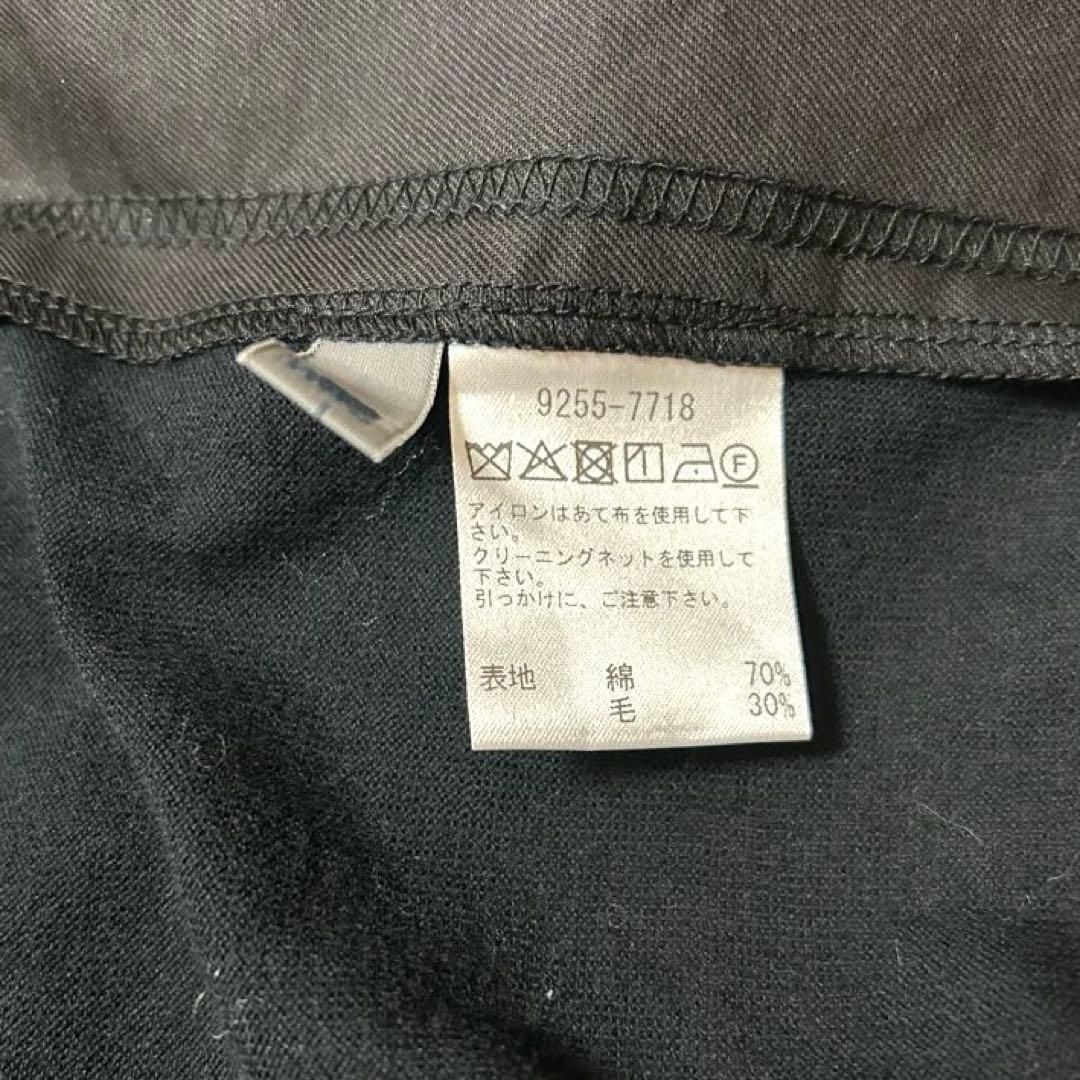 9255-7718
F
アイロンはあて布を使用して下
さい。
クリーニングネットを使用して
下さい。
引っかけに、ご注意下さい。
表地 綿 70%
毛 30%